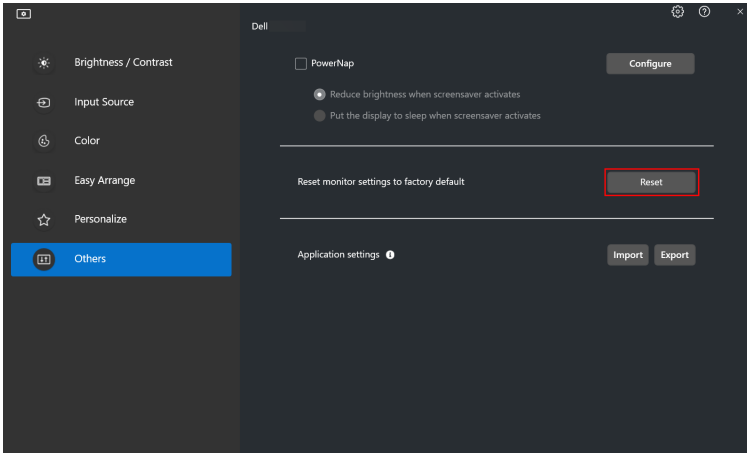 Dell
Brightness / Contrast
Input Source
Color
Easy Arrange
Personalize
Others
PowerNap
Configure
Reduce brightness when screensaver activates
Put the display to sleep when screensaver activates
Reset monitor settings to factory default
Reset
Application settings
Import
Export